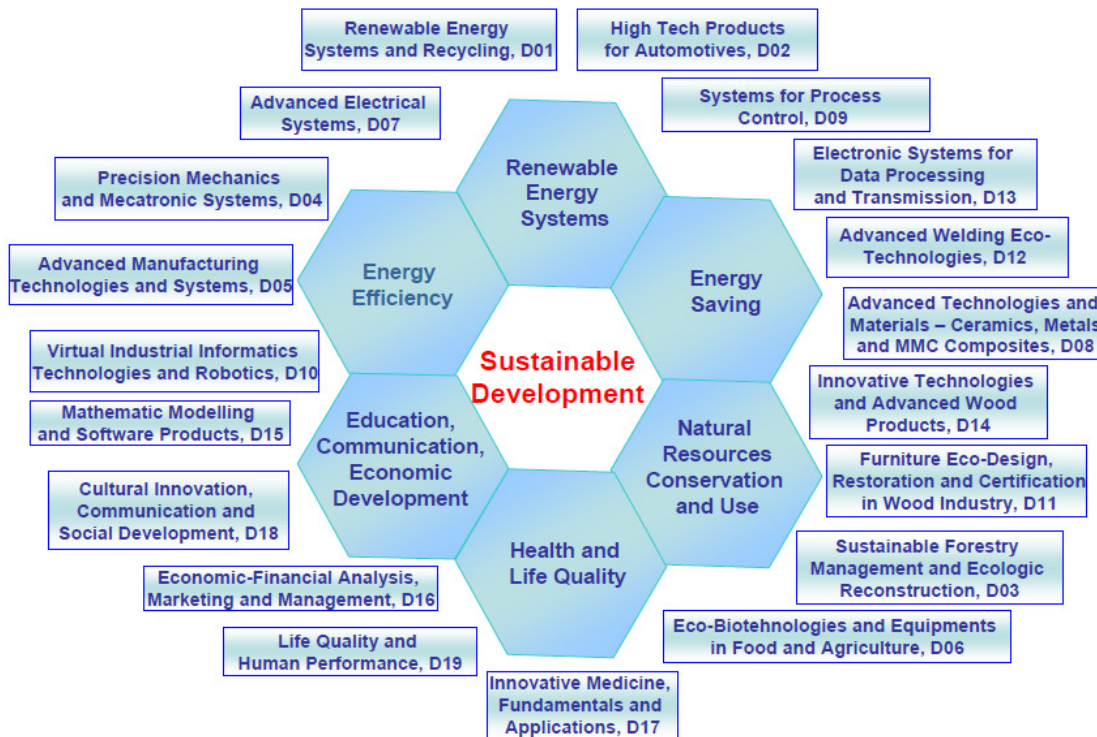 Renewable Energy
Systems and Recycling, D01
High Tech Products
for Automotives, D02
Advanced Electrical
Systems, D07
Systems for Process
Control, D09
Precision Mechanics
and Mecatronic Systems, D04
Electronic Systems for
Data Processing
and Transmission, D13
Advanced Manufacturing
Technologies and Systems, D05
Advanced Welding Eco-
Technologies, D12
Virtual Industrial Informatics
Technologies and Robotics, D10
Advanced Technologies and
Materials – Ceramics, Metals
and MMC Composites, D08
Mathematic Modelling
and Software Products, D15
Innovative Technologies
and Advanced Wood
Products, D14
Cultural Innovation,
Communication and
Social Development, D18
Furniture Eco-Design,
Restoration and Certification
in Wood Industry, D11
Economic-Financial Analysis,
Marketing and Management, D16
Sustainable Forestry
Management and Ecologic
Reconstruction, D03
Life Quality and
Human Performance, D19
Eco-Biotehnologies and Equipments
in Food and Agriculture, D06
Innovative Medicine,
Fundamentals and
Applications, D17
Renewable
Energy
Systems
Energy
Efficiency
Energy
Saving
Sustainable
Development
Education,
Communication,
Economic
Development
Natural
Resources
Conservation
and Use
Health and
Life Quality